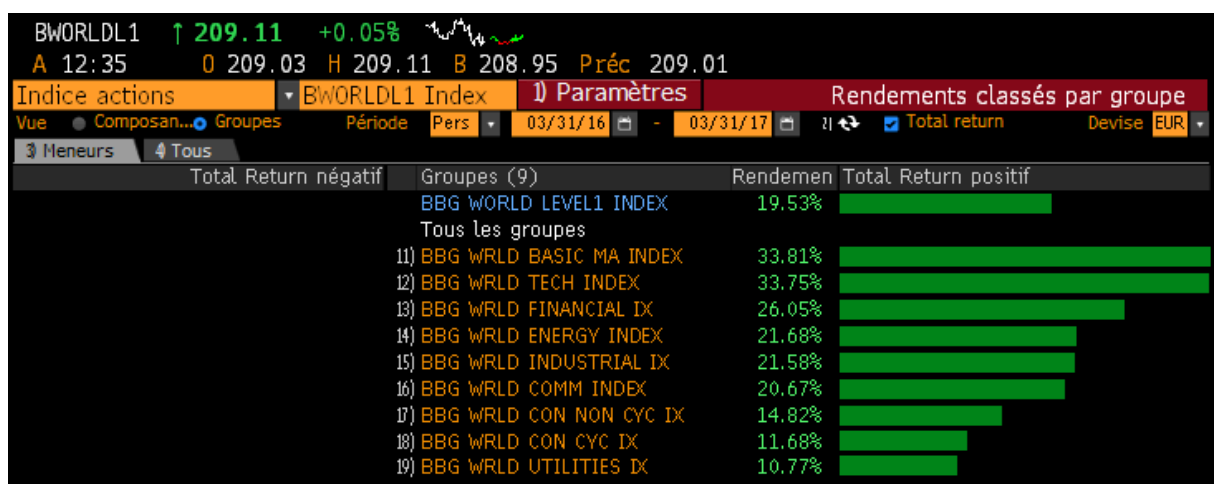 BWORLDL1 ↑ 209.11 +0.05%
A 12:35 O 209.03 H 209.11 B 208.95 Préc 209.01
Indice actions BWORLDL1 Index 1) Paramètres Rendements classés par groupe
Vue Composan... Groupes Période Pers 03/31/16 - 03/31/17 2) Total return Devise EUR
3) Meneurs 4) Tous
Total Return négatif Groupes (9) Rendemen Total Return positif
BBG WORLD LEVEL1 INDEX 19.53%
Tous les groupes
11) BBG WRLD BASIC MA INDEX 33.81%
12) BBG WRLD TECH INDEX 33.75%
13) BBG WRLD FINANCIAL IX 26.05%
14) BBG WRLD ENERGY INDEX 21.68%
15) BBG WRLD INDUSTRIAL IX 21.58%
16) BBG WRLD COMM INDEX 20.67%
17) BBG WRLD CON NON CYC IX 14.82%
18) BBG WRLD CON CYC IX 11.68%
19) BBG WRLD UTILITIES IX 10.77%